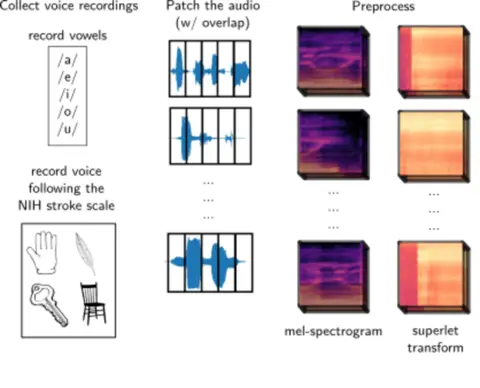 Collect voice recordings
record vowels
/a/
/e/
/i/
/o/
/u/
record voice
following the
NIH stroke scale
Patch the audio
(w/ overlap)
...
...
...
Preprocess
...
...
...
...
...
...
mel-spectrogram
superlet
transform